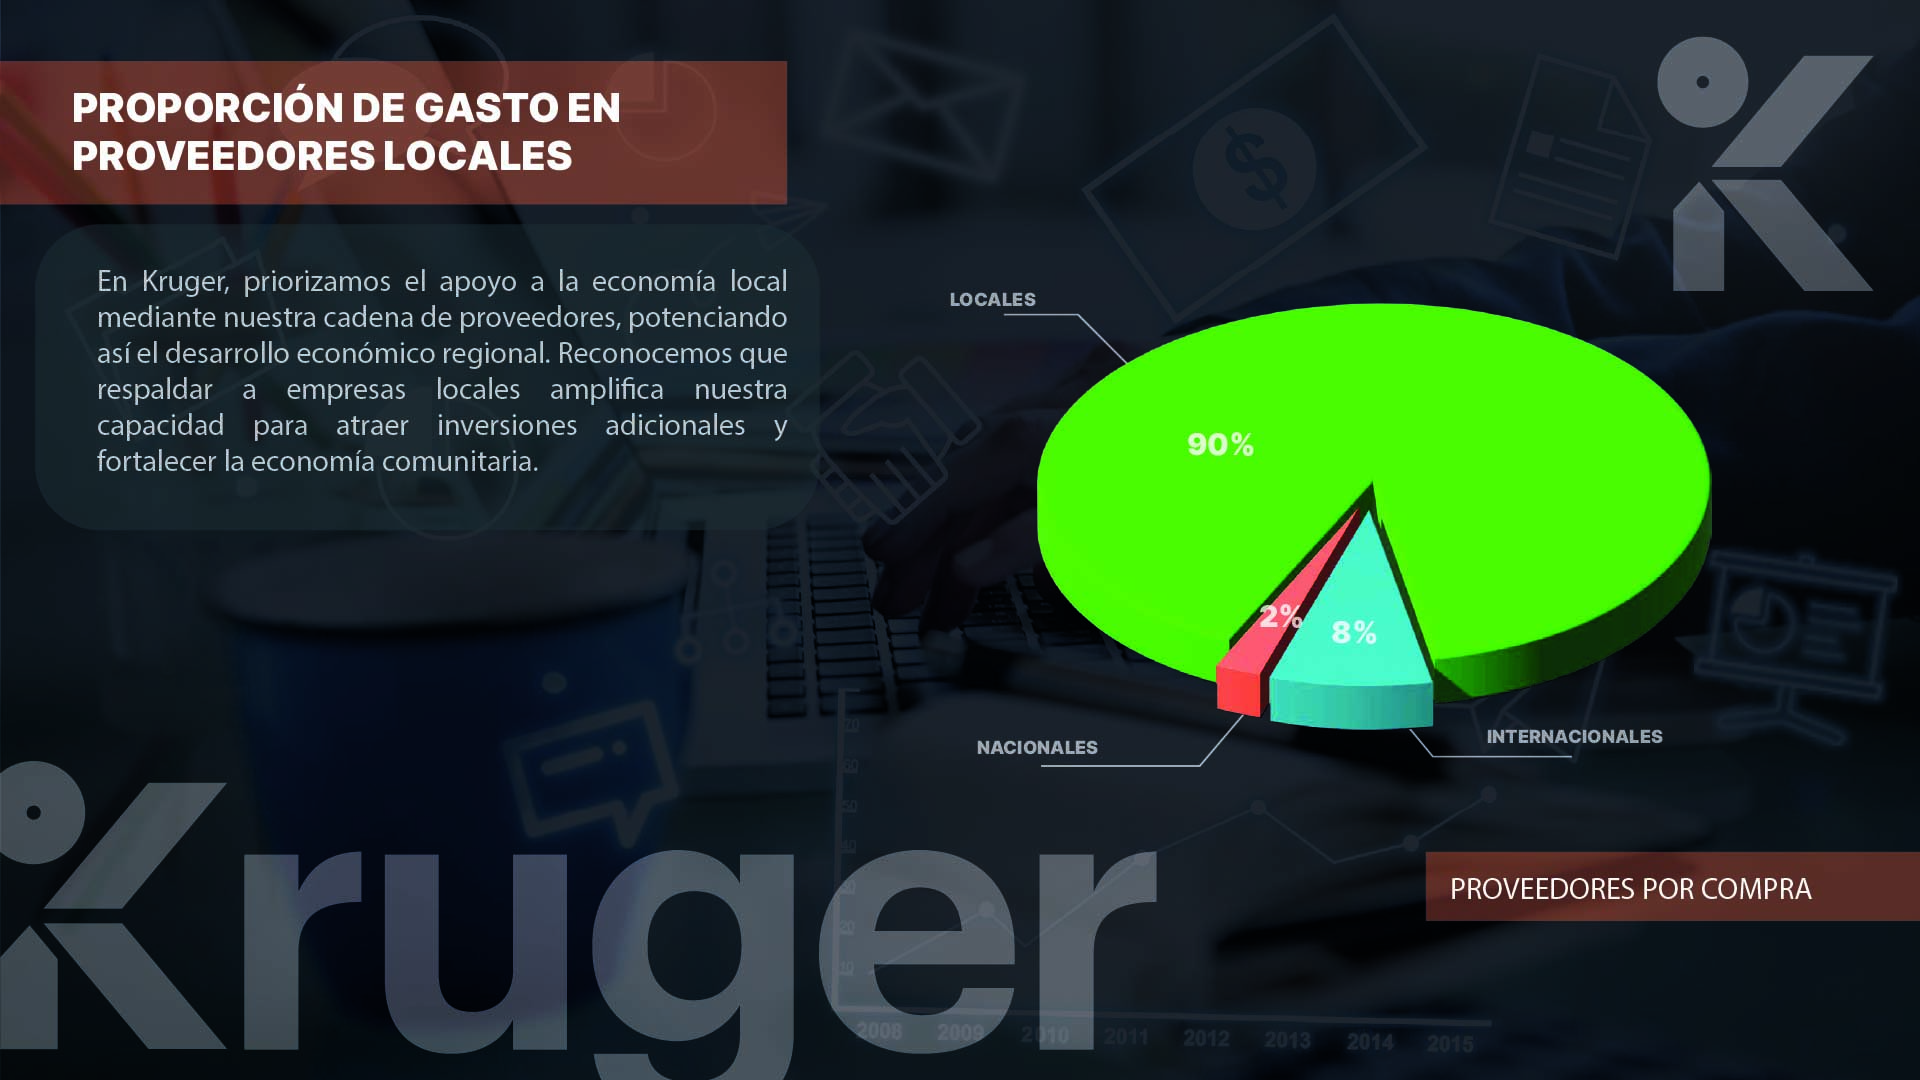 PROPORCIÓN DE GASTO EN
PROVEEDORES LOCALES
En Kruger, priorizamos el apoyo a la economía local
mediante nuestra cadena de proveedores, potenciando
así el desarrollo económico regional. Reconocemos que
respaldar a empresas locales amplifica nuestra
capacidad para atraer inversiones adicionales y
fortalecer la economía comunitaria.
LOCALES
90%
2%
8%
NACIONALES
INTERNACIONALES
PROVEEDORES POR COMPRA
Kruger
2008 2009 2010 2011 2012 2013 2014 2015